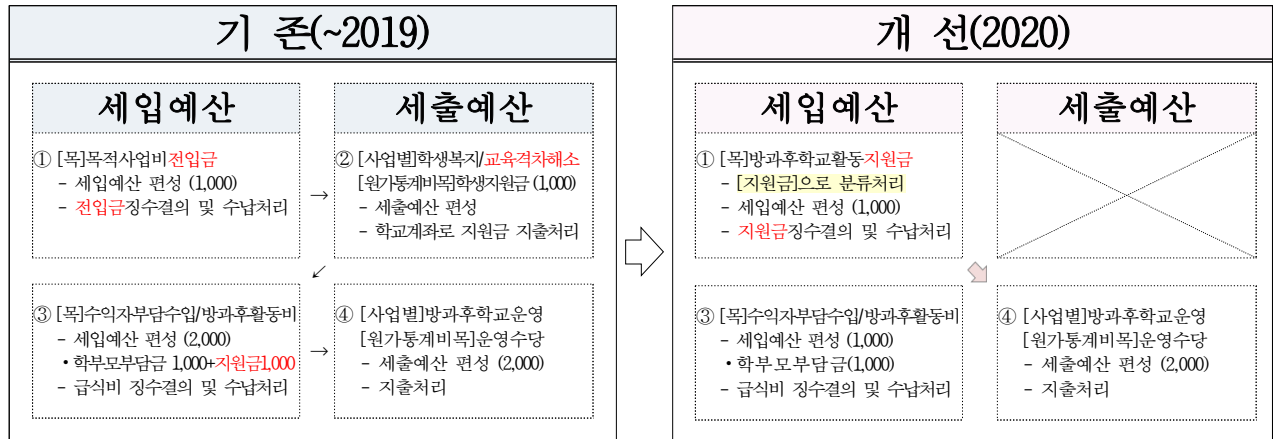 기 존(~2019)
세입예산
① [목]목적사업비전입금
- 세입예산 편성 (1,000)
- 전입금징수결의 및 수납처리
→
세출예산
② [사업별]학생복지/교육격차해소
[원가통계비목]학생지원금 (1,000)
- 세출예산 편성
- 학교계좌로 지원금 지출처리
↙
③ [목]수익자부담수입/방과후활동비
- 세입예산 편성 (2,000)
• 학부모부담금 1,000+지원금1,000
- 급식비 징수결의 및 수납처리
→
④ [사업별]방과후학교운영
[원가통계비목]운영수당
- 세출예산 편성 (2,000)
- 지출처리
개 선(2020)
세입예산
① [목]방과후학교활동지원금
- [지원금]으로 분류처리
- 세입예산 편성 (1,000)
- 지원금징수결의 및 수납처리
세출예산
③ [목]수익자부담수입/방과후활동비
- 세입예산 편성 (1,000)
• 학부모부담금(1,000)
- 급식비 징수결의 및 수납처리
④ [사업별]방과후학교운영
[원가통계비목]운영수당
- 세출예산 편성 (2,000)
- 지출처리